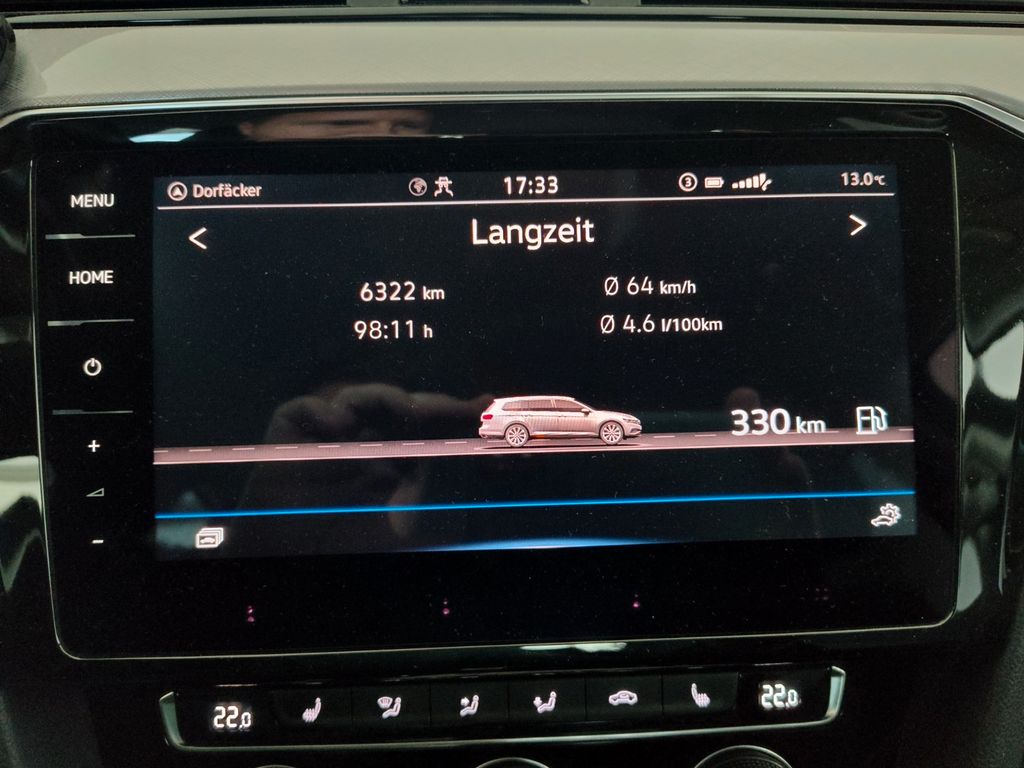 MENU
HOME
Dorfäcker
17:33
3
13.0°C
<
Langzeit
>
6322 km
Ø 64 km/h
98:11 h
Ø 4.6 l/100km
330 km
+
-
22.0
22.0